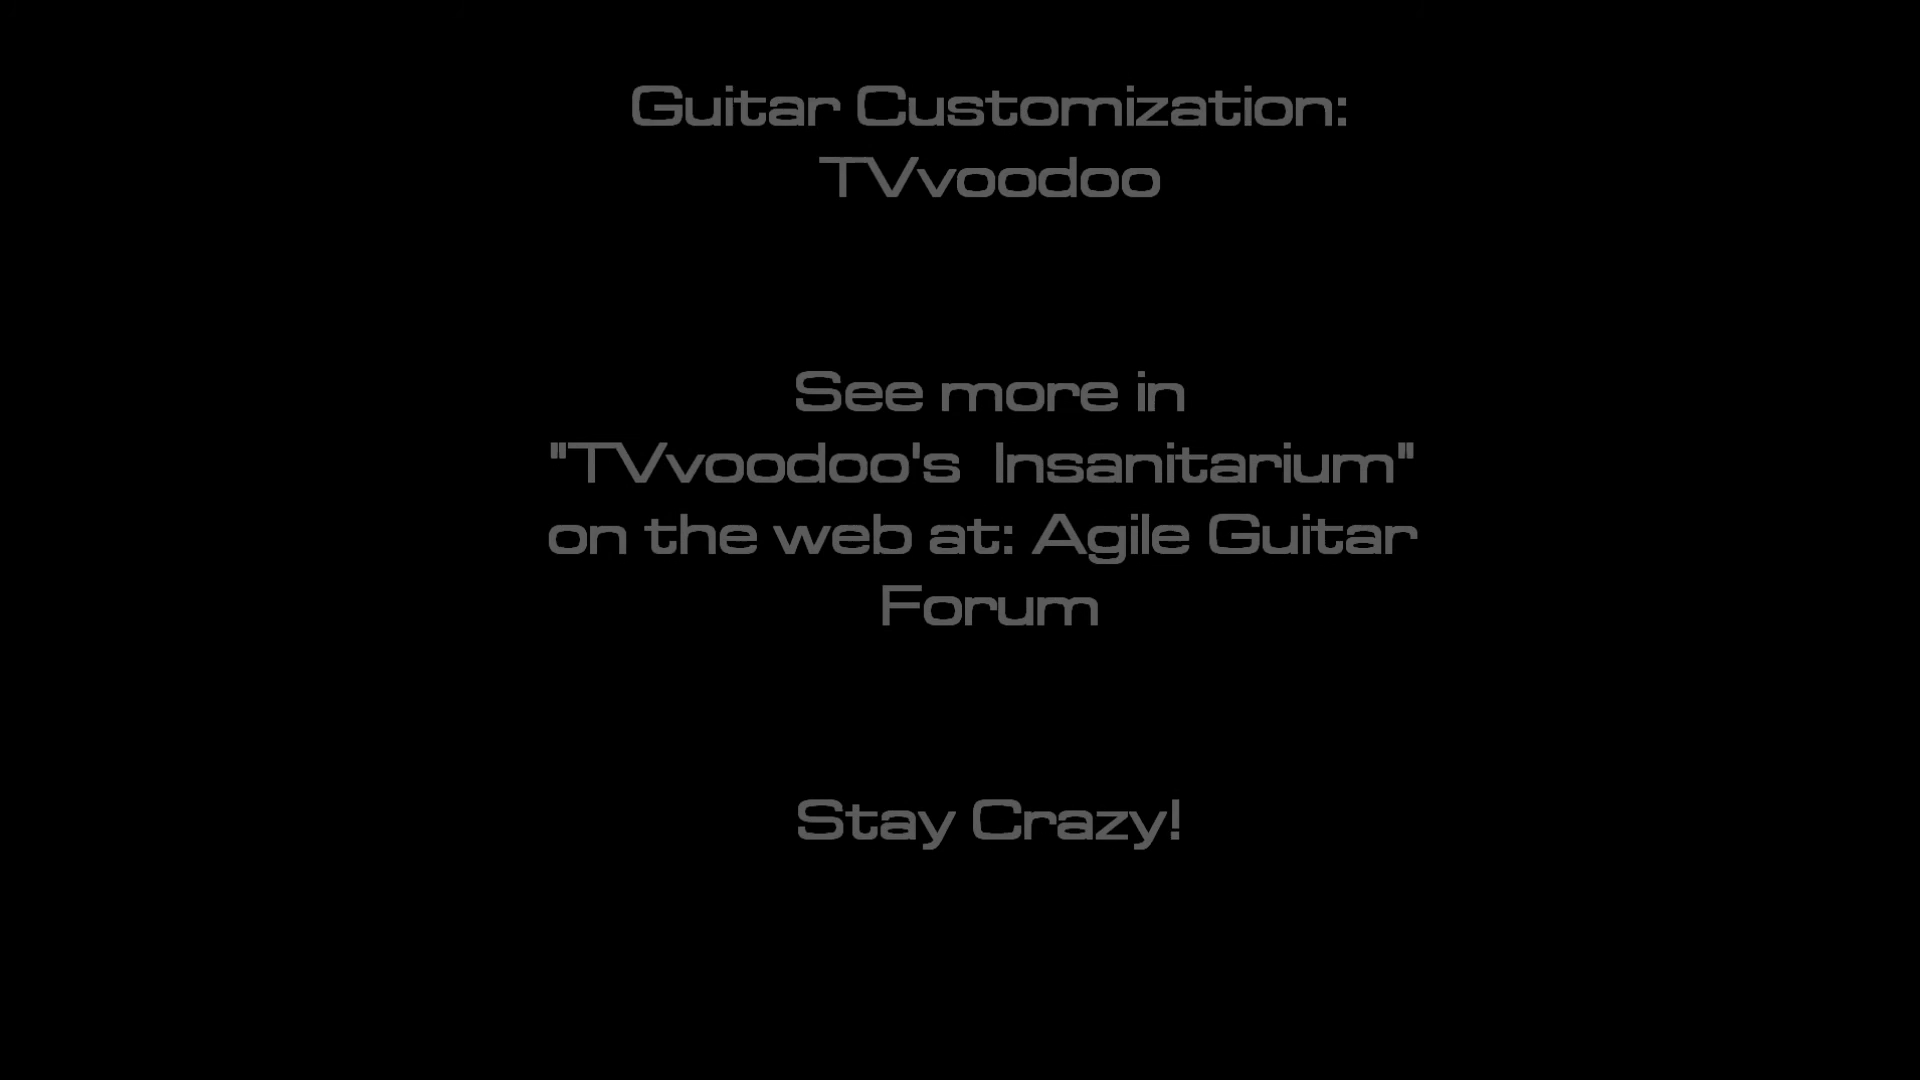 Guitar Customization:
TVvoodoo
See more in
"TVvoodoo's  Insanitarium"
on the web at: Agile Guitar
Forum
Stay Crazy!